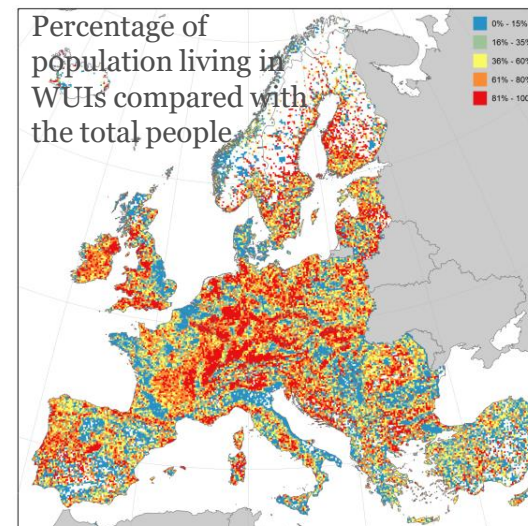 Percentage of
population living in
WUIs compared with
the total people
0% - 15%
16% - 35%
36% - 60%
61% - 80%
81% - 100